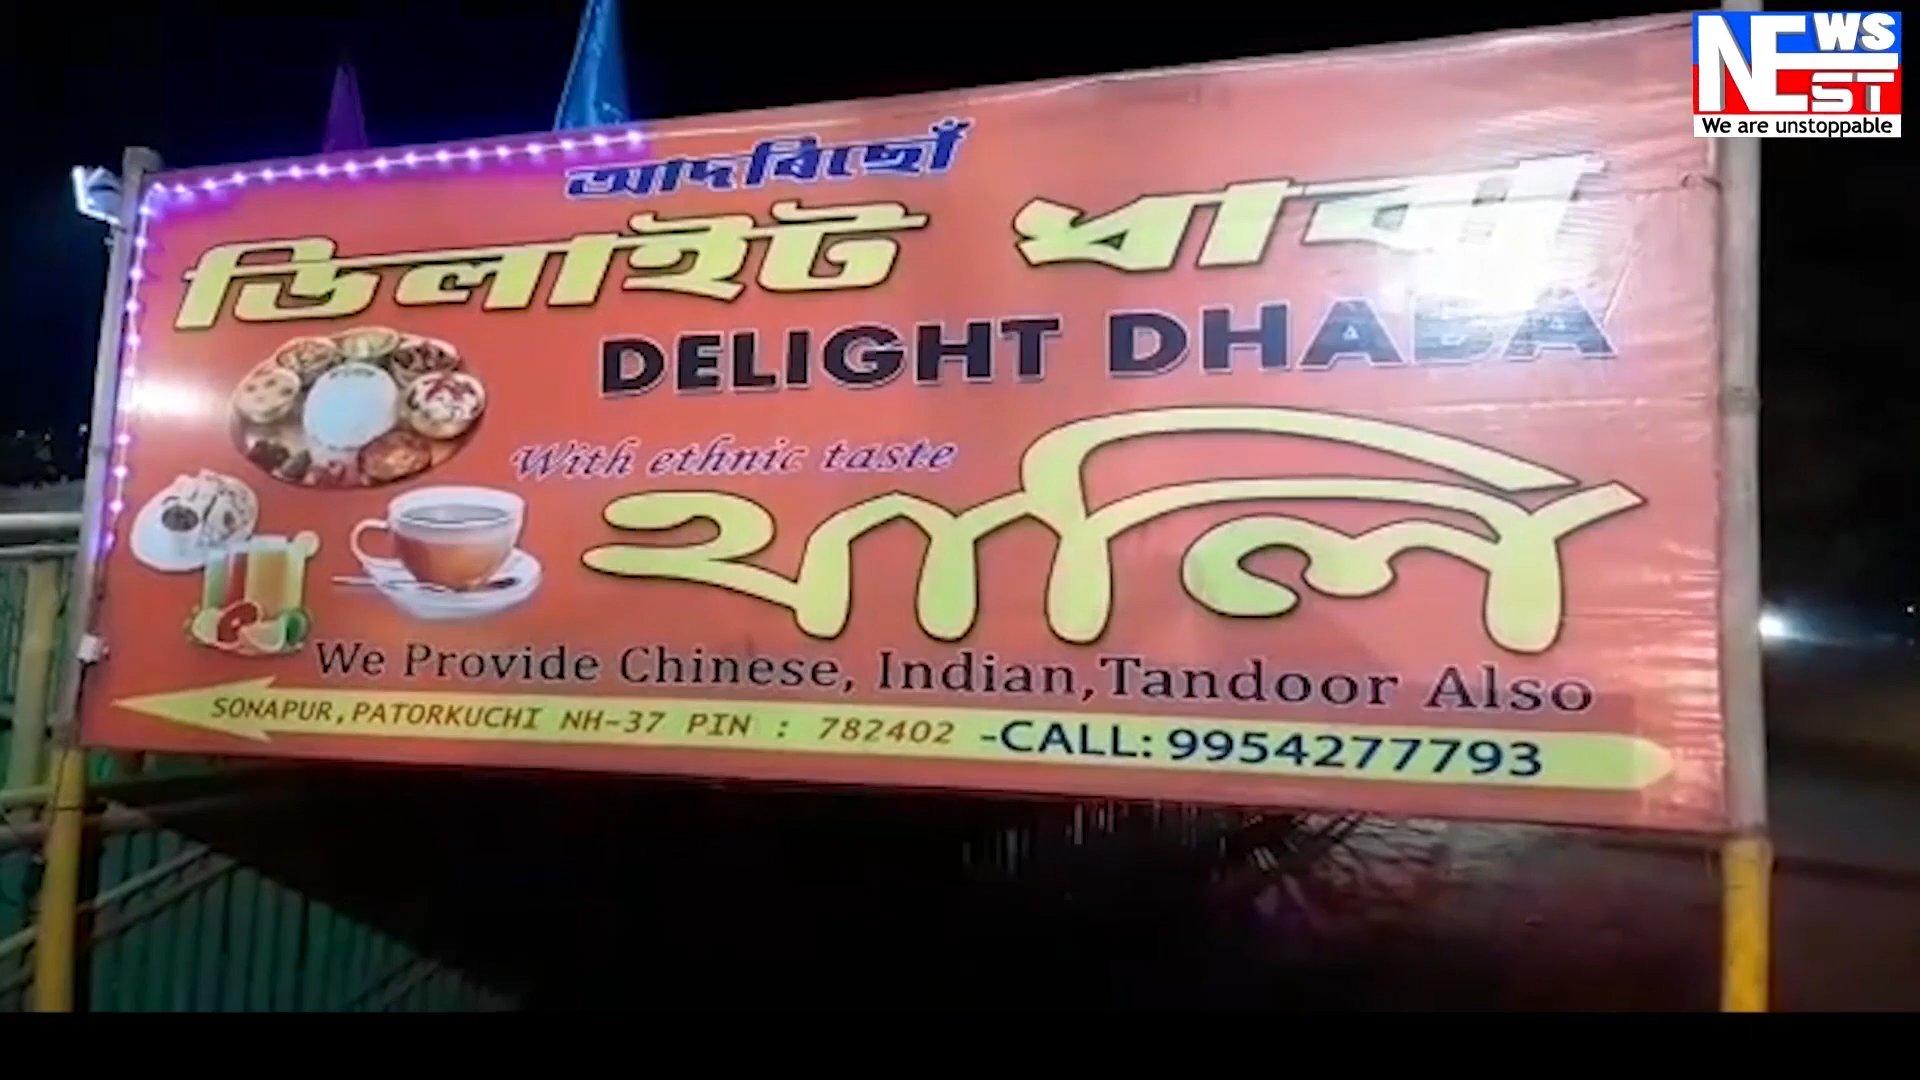 NEWS
EST
We are unstoppable
আদৰিছোঁ
ডিলাইট ধাবা
DELIGHT DHABA
With ethnic taste
থালি
We Provide Chinese, Indian,Tandoor Also
SONAPUR,PATORKUCHI NH-37 PIN : 782402 -CALL: 9954277793